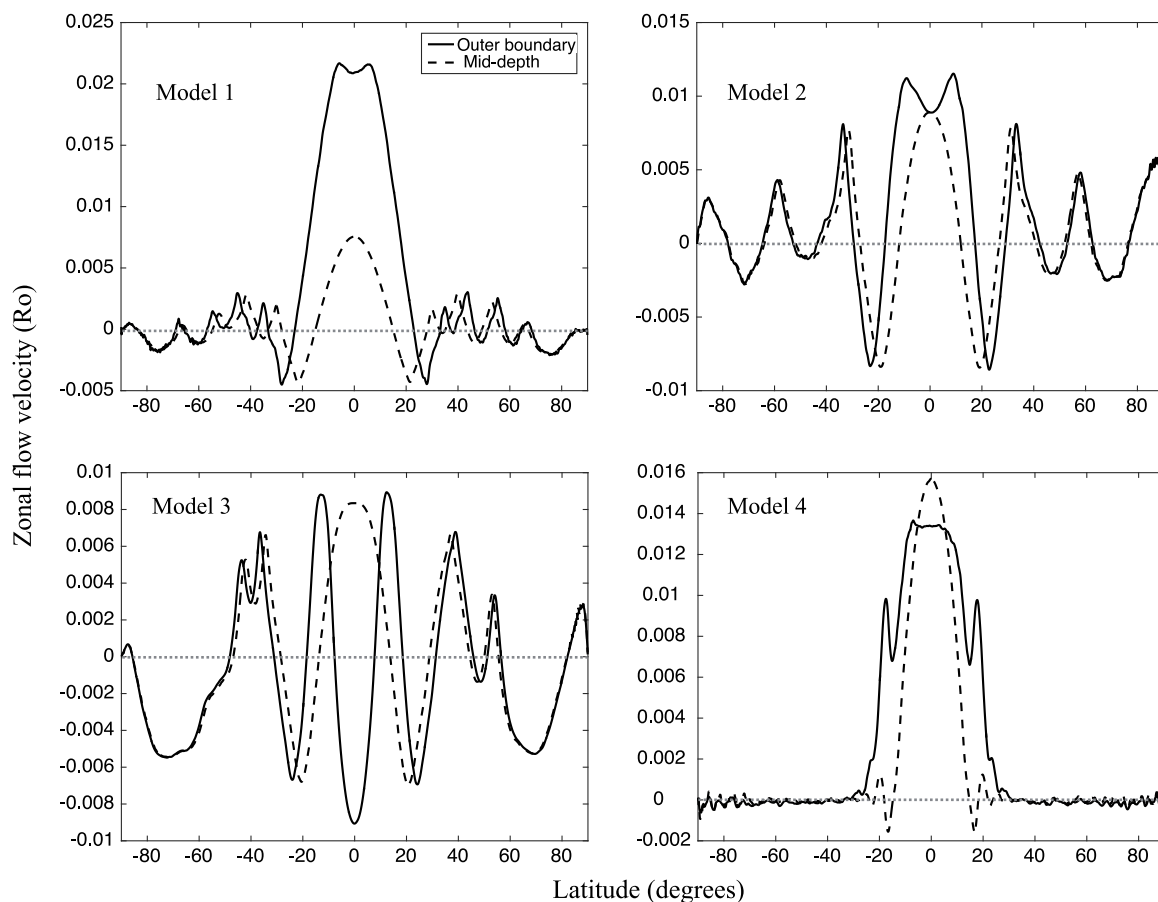 0.025
0.02
0.015
0.01
0.005
0
-0.005
Model 1
Outer boundary
Mid-depth
-80 -60 -40 -20 0 20 40 60 80
0.015
0.01
0.005
0
-0.005
-0.01
Model 2
-80 -60 -40 -20 0 20 40 60 80
Zonal flow velocity (Ro)
0.01
0.008
0.006
0.004
0.002
0
-0.002
-0.004
-0.006
-0.008
-0.01
Model 3
-80 -60 -40 -20 0 20 40 60 80
0.016
0.014
0.012
0.01
0.008
0.006
0.004
0.002
0
-0.002
Model 4
-80 -60 -40 -20 0 20 40 60 80
Latitude (degrees)